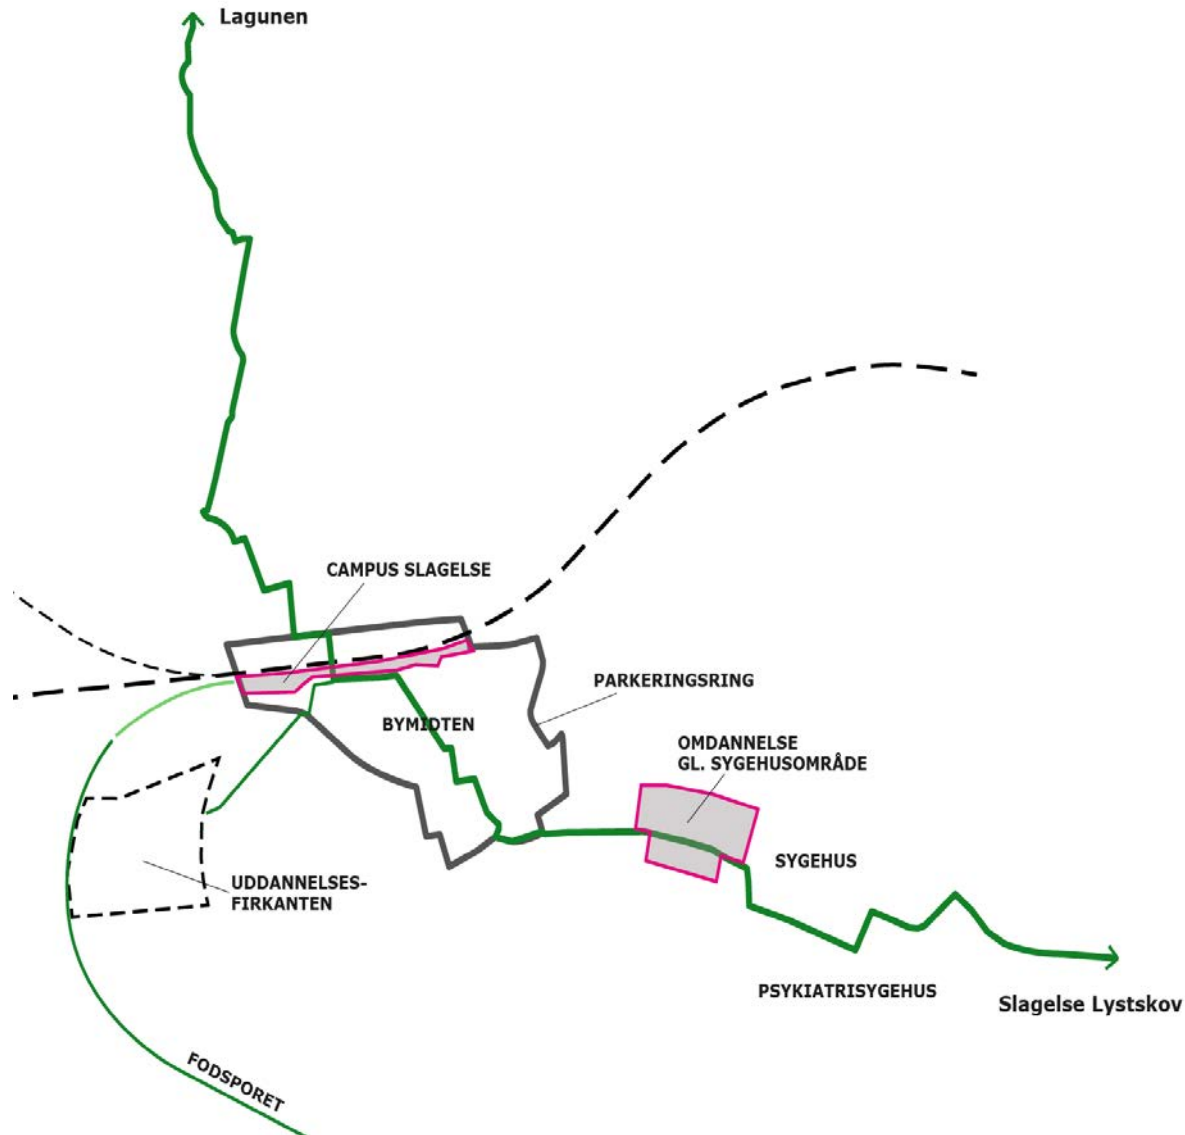 Lagunen
CAMPUS SLAGELSE
PARKERINGSRING
BYMIDTEN
OMDANNELSE
GL. SYGEHUSOMRÅDE
SYGEHUS
UDDANNELSES-
FIRKANTEN
PSYKIATRISYGEHUS
Slagelse Lystskov
FODSPORET